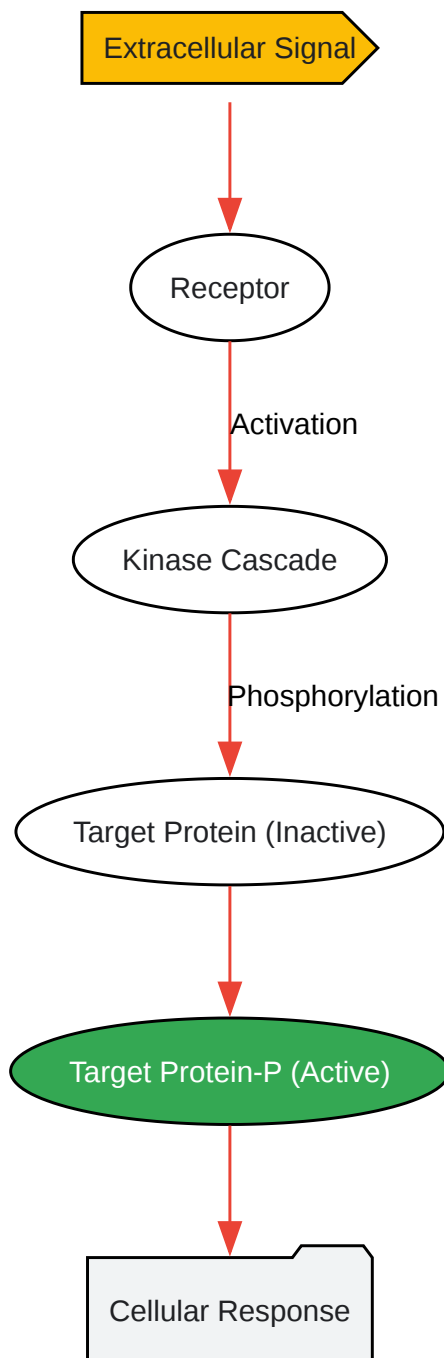 Extracellular Signal
Receptor
Activation
Kinase Cascade
Phosphorylation
Target Protein (Inactive)
Target Protein-P (Active)
Cellular Response